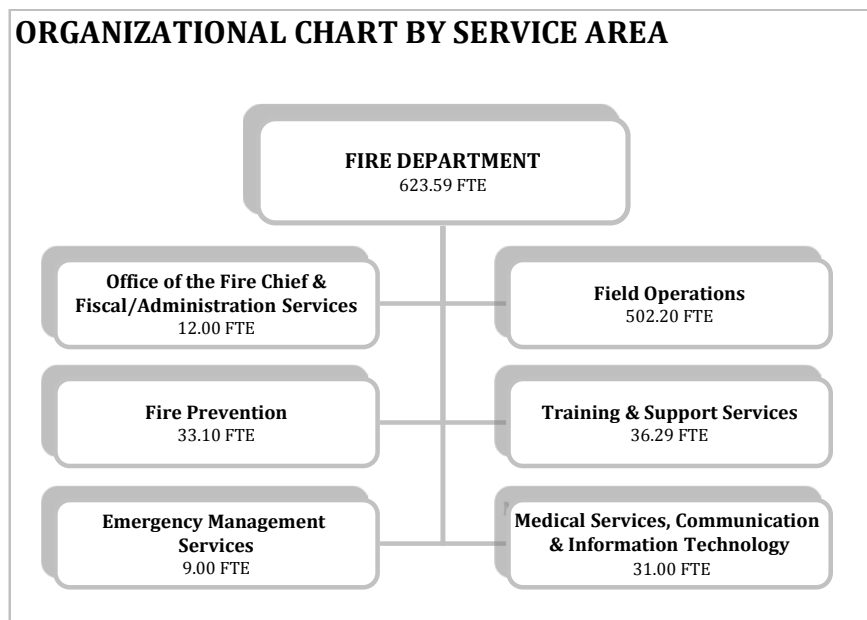 ORGANIZATIONAL CHART BY SERVICE AREA
FIRE DEPARTMENT
623.59 FTE
Office of the Fire Chief &
Fiscal/Administration Services
12.00 FTE
Field Operations
502.20 FTE
Fire Prevention
33.10 FTE
Training & Support Services
36.29 FTE
Emergency Management
Services
9.00 FTE
Medical Services, Communication
& Information Technology
31.00 FTE